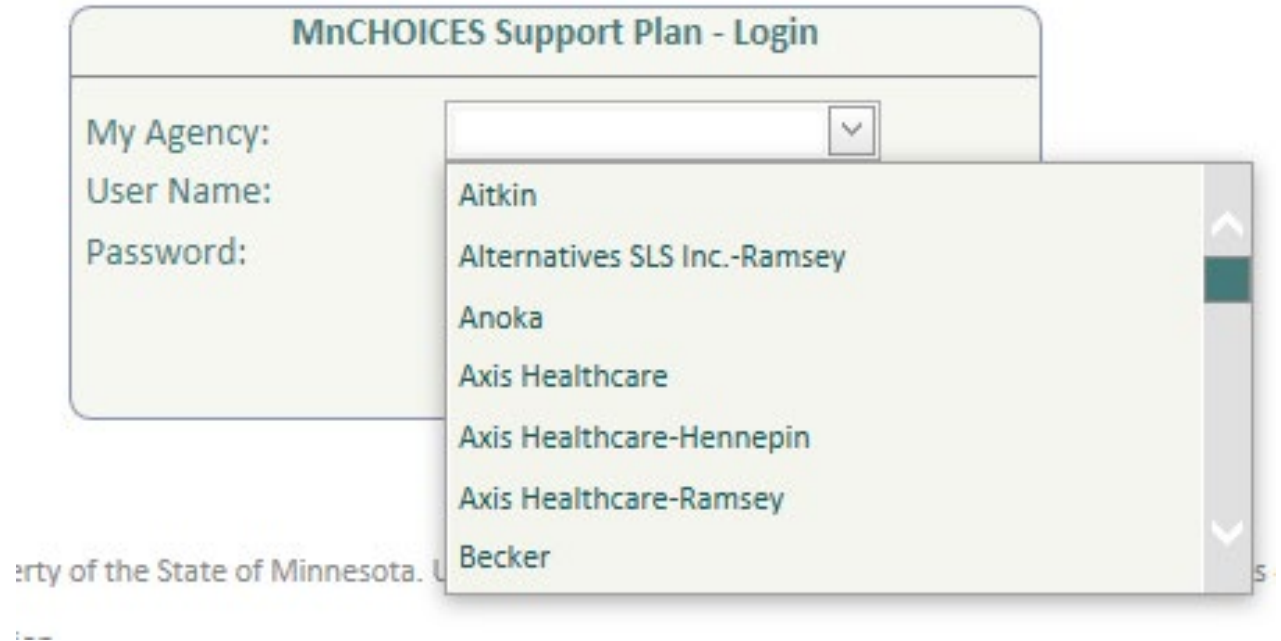 MnCHOICES Support Plan - Login
My Agency:
User Name:
Password:
Aitkin
Alternatives SLS Inc.-Ramsey
Anoka
Axis Healthcare
Axis Healthcare-Hennepin
Axis Healthcare-Ramsey
Becker
of the State of Minnesota.